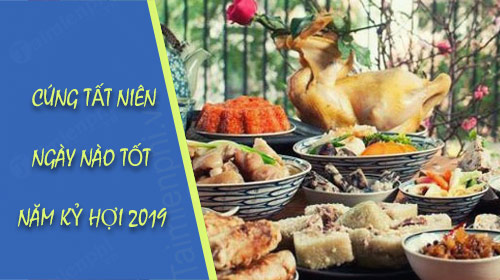 CÚNG TẤT NIÊN
NGÀY NÀO TỐT
NĂM KỶ HỢI 2019